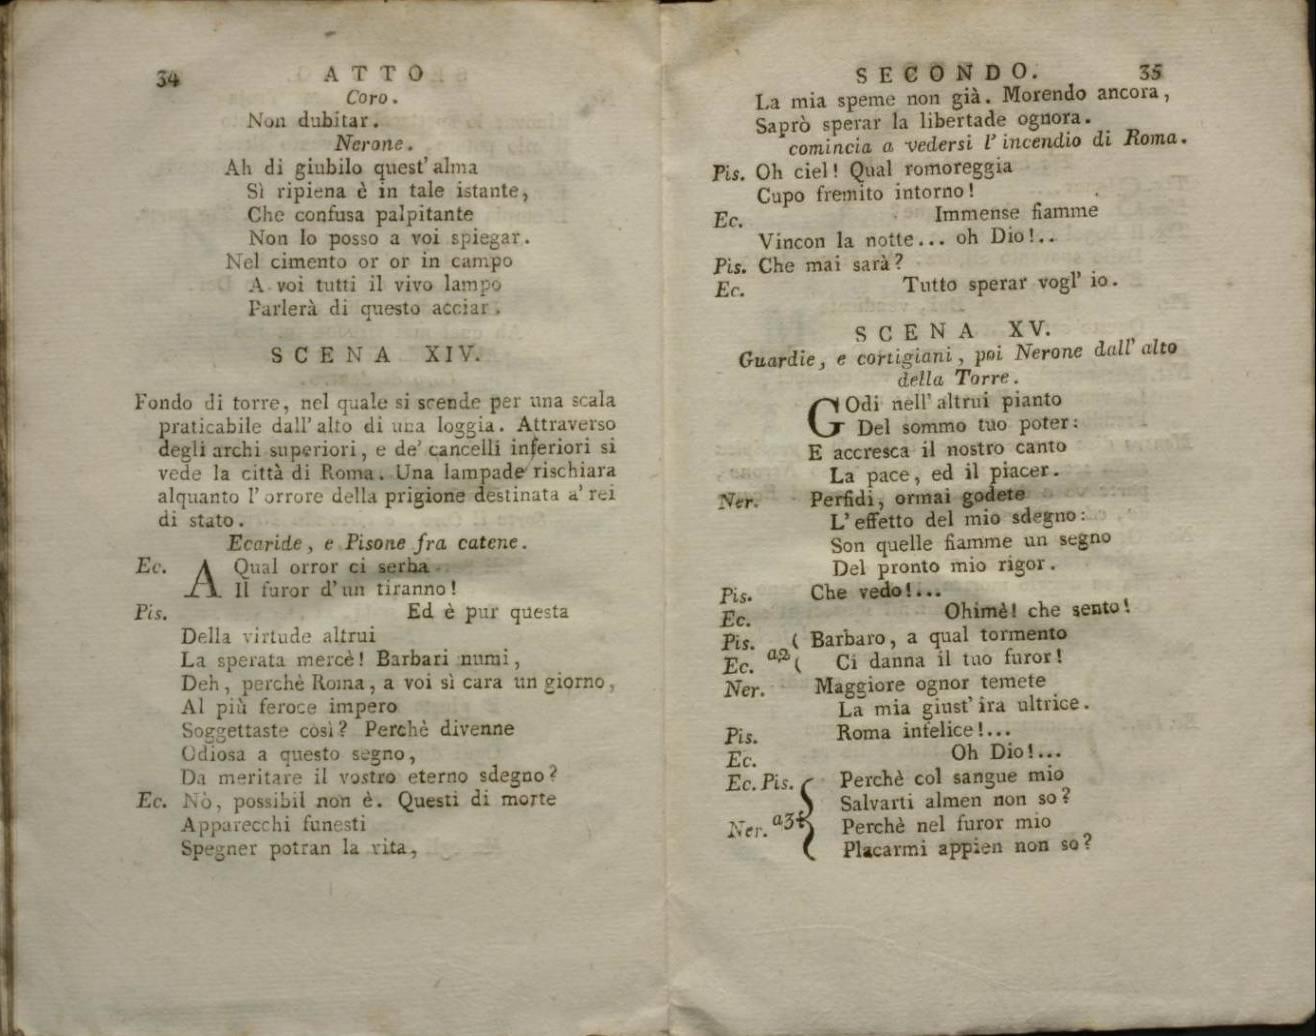 34 ATTO
Coro.
Non dubitar.
Nerone.
Ah di giubilo quest' alma
Sì ripiena è in tale istante,
Che confusa palpitante
Non lo posso a voi spiegar.
Nel cimento or or in campo
A voi tutti il vivo lampo
Parlerà di questo acciar.
SCENA XIV.
Fondo di torre, nel quale si scende per una scala
praticabile dall' alto di una loggia. Attraverso
degli archi superiori, e de' cancelli inferiori si
vede la città di Roma. Una lampade rischiara
alquanto l' orrore della prigione destinata a' rei
di stato.
Ecaride, e Pisone fra catene.
Ec. A Qual orror ci serba
Il furor d' un tiranno!
Pis. Ed è pur questa
Della virtude altrui
La sperata mercè! Barbari numi,
Deh, perchè Roma, a voi sì cara un giorno,
Al più feroce impero
Soggettaste così? Perchè divenne
Odiosa a questo segno,
Da meritare il vostro eterno sdegno?
Ec. Nò, possibil non è. Questi di morte
Apparecchi funesti
Spegner potran la vita,
SECONDO. 35
La mia speme non già. Morendo ancora,
Saprò sperar la libertade ognora.
comincia a vedersi l' incendio di Roma.
Pis. Oh ciel! Qual romoreggia
Cupo fremito intorno!
Ec. Immense fiamme
Vincon la notte... oh Dio!..
Pis. Che mai sarà?
Ec. Tutto sperar vogl' io.
SCENA XV.
Guardie, e cortigiani, poi Nerone dall' alto
della Torre.
GOdi nell' altrui pianto
Del sommo tuo poter:
E accresca il nostro canto
La pace, ed il piacer.
Ner. Perfidi, ormai godete
L' effetto del mio sdegno:
Son quelle fiamme un segno
Del pronto mio rigor.
Pis. Che vedo!...
Ec. Ohimè! che sento!
Pis. ( Barbaro, a qual tormento
Ec. a2 ( Ci danna il tuo furor!
Ner. Maggiore ognor temete
La mia giust' ira ultrice.
Pis. Roma infelice!...
Ec. Oh Dio!...
Ec. Pis. Perchè col sangue mio
Salvarti almen non so?
Ner. a3 Perchè nel furor mio
Placarmi appien non so?